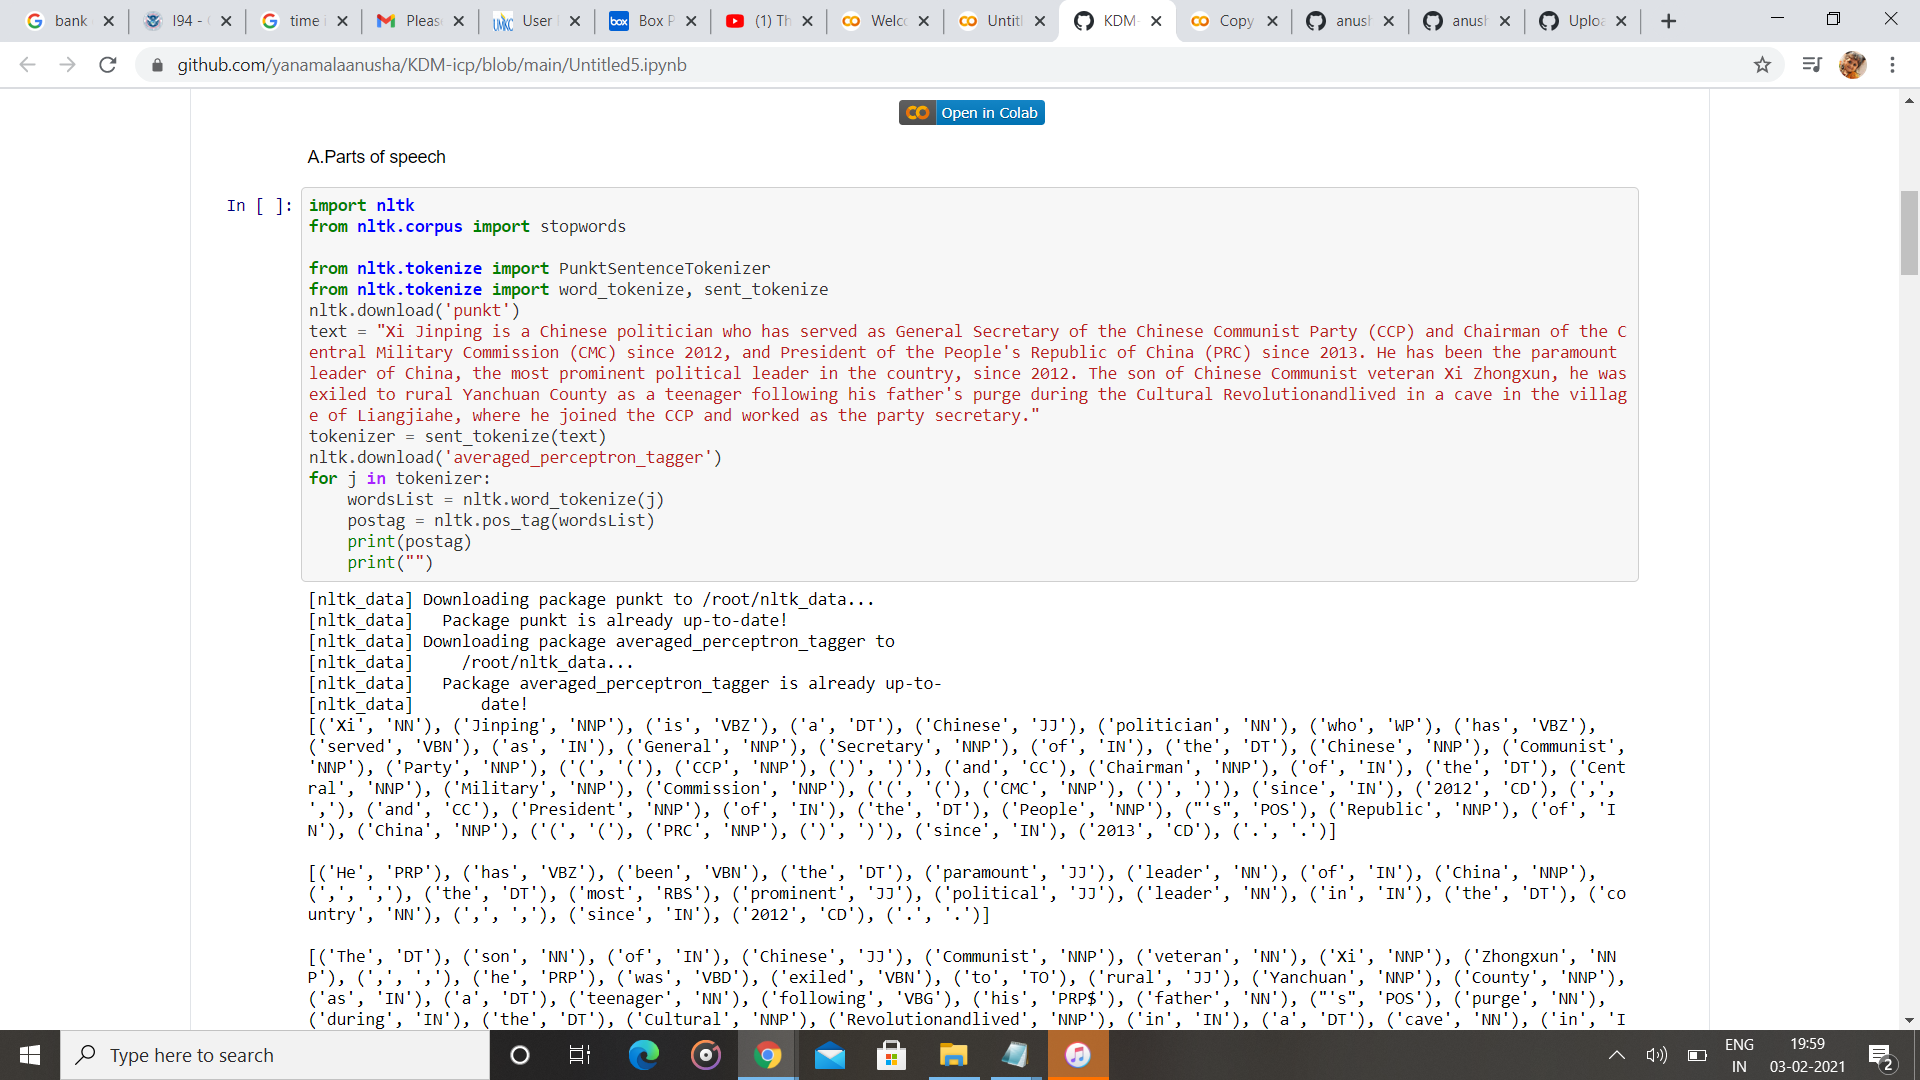 bank
I94 -
time i
Pleas
UMKC User I
box Box P
(1) Th
Welc
Untitl
KDM-
Copy
anush
anush
Uploa
github.com/yanamalaanusha/KDM-icp/blob/main/Untitled5.ipynb
Open in Colab
A.Parts of speech
In [ ]:
import nltk
from nltk.corpus import stopwords
from nltk.tokenize import PunktSentenceTokenizer
from nltk.tokenize import word_tokenize, sent_tokenize
nltk.download('punkt')
text = "Xi Jinping is a Chinese politician who has served as General Secretary of the Chinese Communist Party (CCP) and Chairman of the C
entral Military Commission (CMC) since 2012, and President of the People's Republic of China (PRC) since 2013. He has been the paramount
leader of China, the most prominent political leader in the country, since 2012. The son of Chinese Communist veteran Xi Zhongxun, he was
exiled to rural Yanchuan County as a teenager following his father's purge during the Cultural Revolutionandlived in a cave in the villag
e of Liangjiahe, where he joined the CCP and worked as the party secretary."
tokenizer = sent_tokenize(text)
nltk.download('averaged_perceptron_tagger')
for j in tokenizer:
    wordsList = nltk.word_tokenize(j)
    postag = nltk.pos_tag(wordsList)
    print(postag)
    print("")
[nltk_data] Downloading package punkt to /root/nltk_data...
[nltk_data]   Package punkt is already up-to-date!
[nltk_data] Downloading package averaged_perceptron_tagger to
[nltk_data]     /root/nltk_data...
[nltk_data]   Package averaged_perceptron_tagger is already up-to-
[nltk_data]       date!
[('Xi', 'NN'), ('Jinping', 'NNP'), ('is', 'VBZ'), ('a', 'DT'), ('Chinese', 'JJ'), ('politician', 'NN'), ('who', 'WP'), ('has', 'VBZ'),
('served', 'VBN'), ('as', 'IN'), ('General', 'NNP'), ('Secretary', 'NNP'), ('of', 'IN'), ('the', 'DT'), ('Chinese', 'NNP'), ('Communist',
'NNP'), ('Party', 'NNP'), ('(', '('), ('CCP', 'NNP'), (')', ')'), ('and', 'CC'), ('Chairman', 'NNP'), ('of', 'IN'), ('the', 'DT'), ('Cent
ral', 'NNP'), ('Military', 'NNP'), ('Commission', 'NNP'), ('(', '('), ('CMC', 'NNP'), (')', ')'), ('since', 'IN'), ('2012', 'CD'), (',',
','), ('and', 'CC'), ('President', 'NNP'), ('of', 'IN'), ('the', 'DT'), ('People', 'NNP'), ("'s", 'POS'), ('Republic', 'NNP'), ('of', 'I
N'), ('China', 'NNP'), ('(', '('), ('PRC', 'NNP'), (')', ')'), ('since', 'IN'), ('2013', 'CD'), ('.', '.')]
[('He', 'PRP'), ('has', 'VBZ'), ('been', 'VBN'), ('the', 'DT'), ('paramount', 'JJ'), ('leader', 'NN'), ('of', 'IN'), ('China', 'NNP'),
(',', ','), ('the', 'DT'), ('most', 'RBS'), ('prominent', 'JJ'), ('political', 'JJ'), ('leader', 'NN'), ('in', 'IN'), ('the', 'DT'), ('co
untry', 'NN'), (',', ','), ('since', 'IN'), ('2012', 'CD'), ('.', '.')]
[('The', 'DT'), ('son', 'NN'), ('of', 'IN'), ('Chinese', 'JJ'), ('Communist', 'NNP'), ('veteran', 'NN'), ('Xi', 'NNP'), ('Zhongxun', 'NN
P'), (',', ','), ('he', 'PRP'), ('was', 'VBD'), ('exiled', 'VBN'), ('to', 'TO'), ('rural', 'JJ'), ('Yanchuan', 'NNP'), ('County', 'NNP'),
('as', 'IN'), ('a', 'DT'), ('teenager', 'NN'), ('following', 'VBG'), ('his', 'PRP$'), ('father', 'NN'), ("'s", 'POS'), ('purge', 'NN'),
('during', 'IN'), ('the', 'DT'), ('Cultural', 'NNP'), ('Revolutionandlived', 'NNP'), ('in', 'IN'), ('a', 'DT'), ('cave', 'NN'), ('in', 'I
Type here to search
ENG
IN
19:59
03-02-2021
2